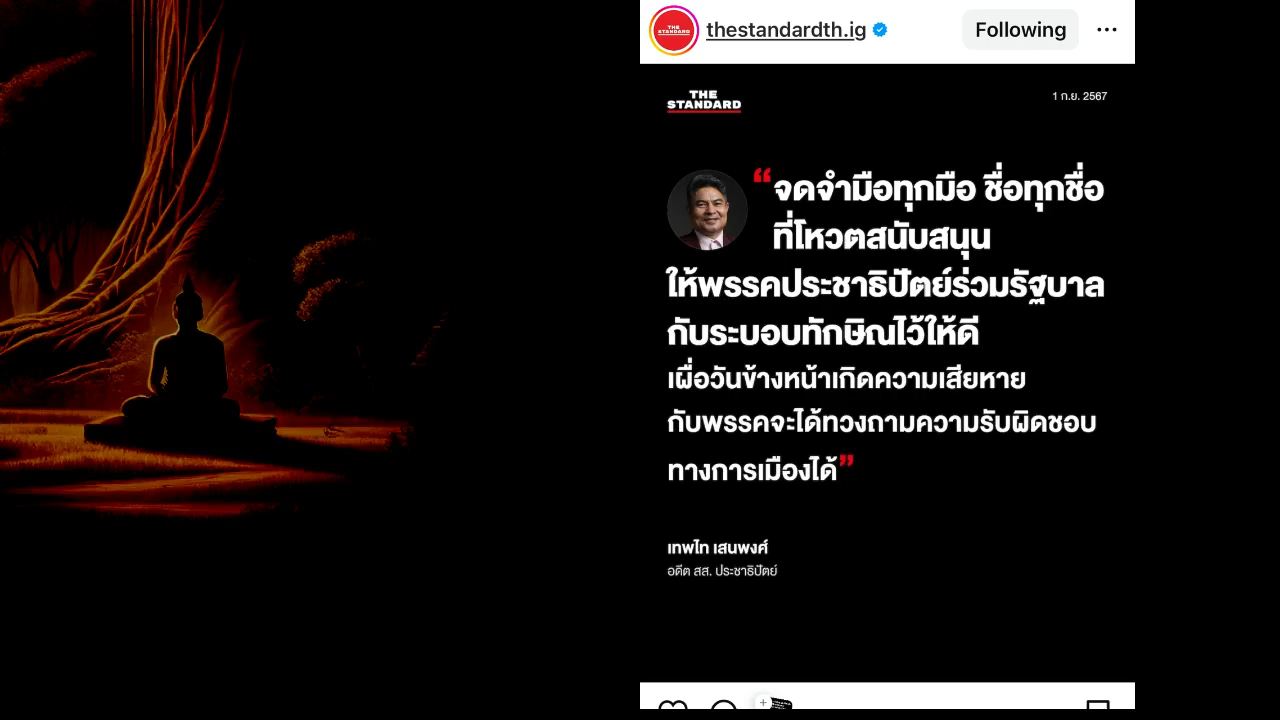 thestandardth.ig
Following
THE
STANDARD
1 ก.ย. 2567
“จดจำมือทุกมือ ชื่อทุกชื่อ
ที่โหวตสนับสนุน
ให้พรรคประชาธิปัตย์ร่วมรัฐบาล
กับระบอบทักษิณไว้ให้ดี
เผื่อวันข้างหน้าเกิดความเสียหาย
กับพรรคจะได้ทวงถามความรับผิดชอบ
ทางการเมืองได้”
เทพไท เสนพงศ์
อดีต สส. ประชาธิปัตย์